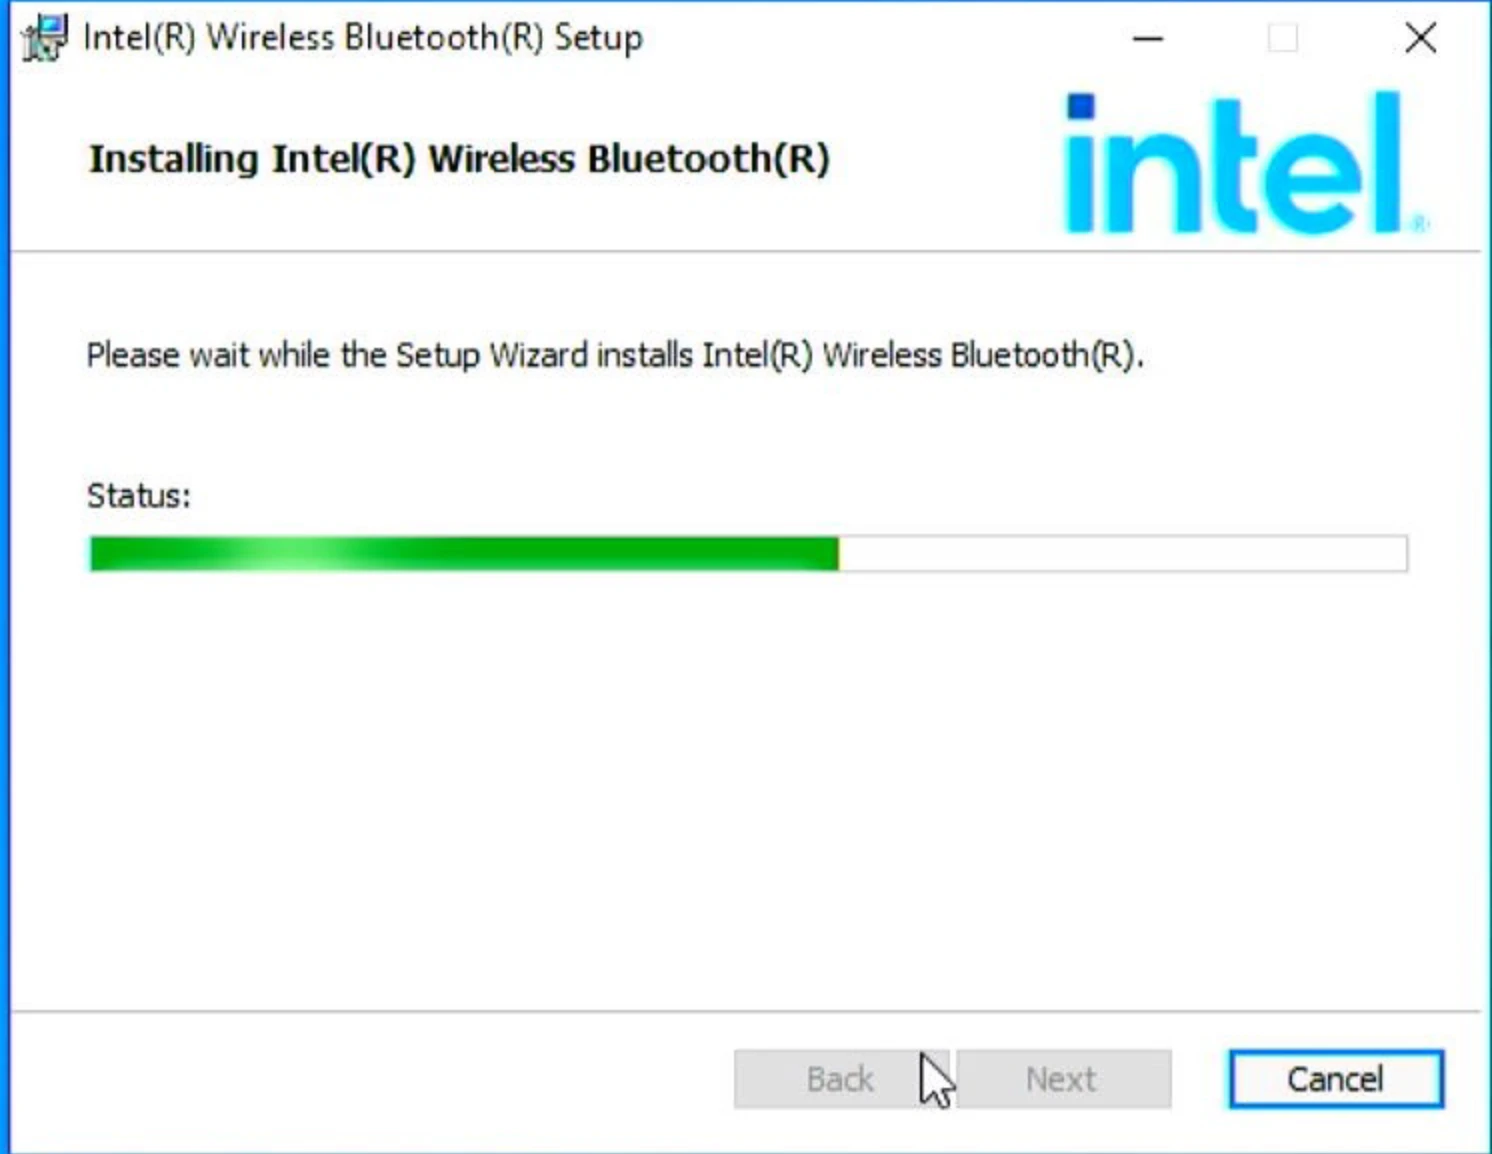 Intel(R) Wireless Bluetooth(R) Setup
intel®
Installing Intel(R) Wireless Bluetooth(R)
Please wait while the Setup Wizard installs Intel(R) Wireless Bluetooth(R).
Status:
Back
Next
Cancel